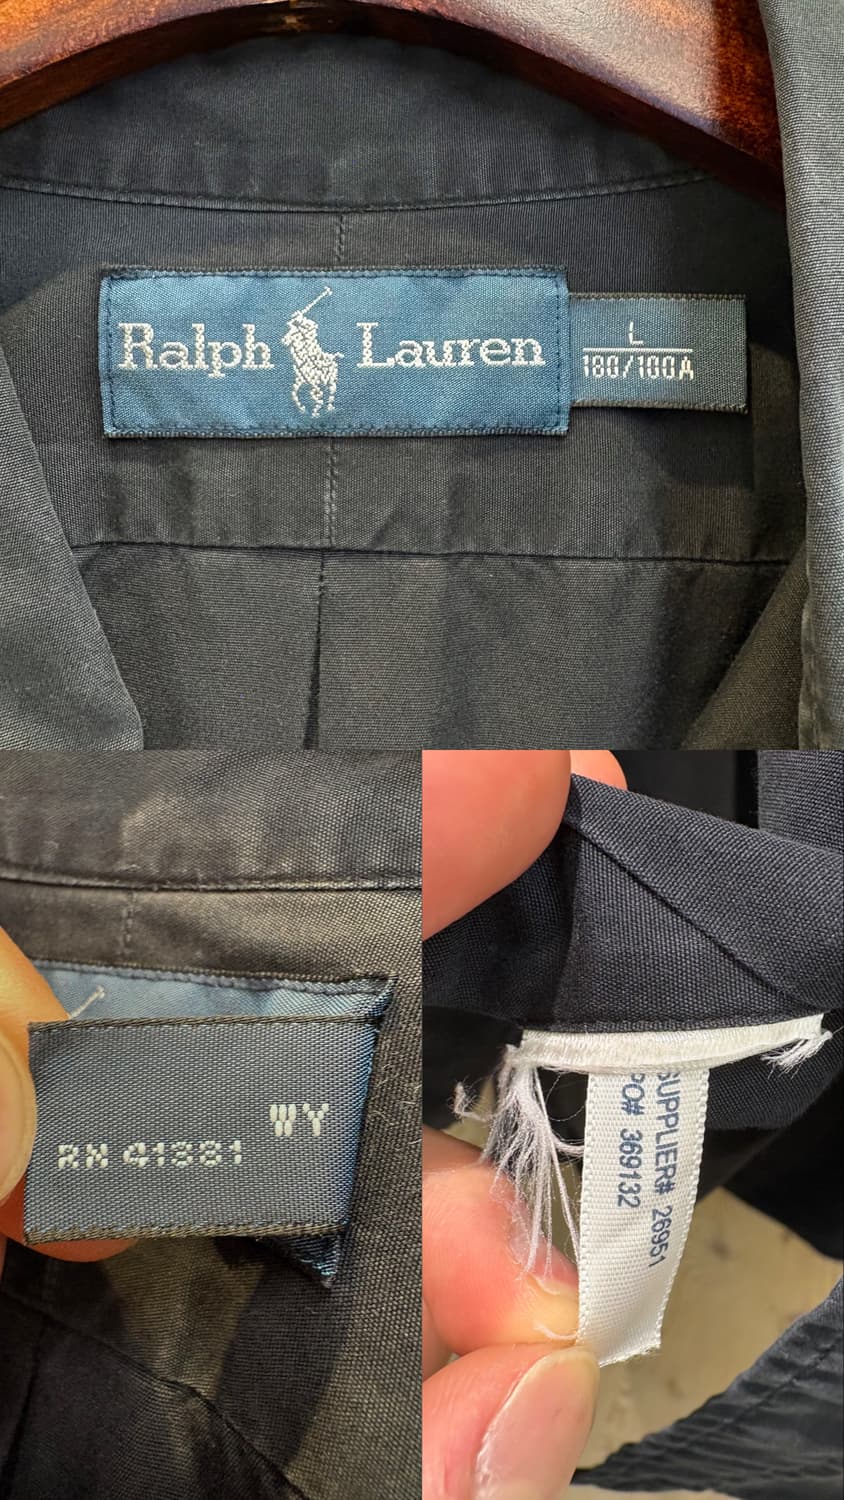 Ralph Lauren
L
180/100A
WY
RN 41381
SUPPLIER# 26951
PO# 369132